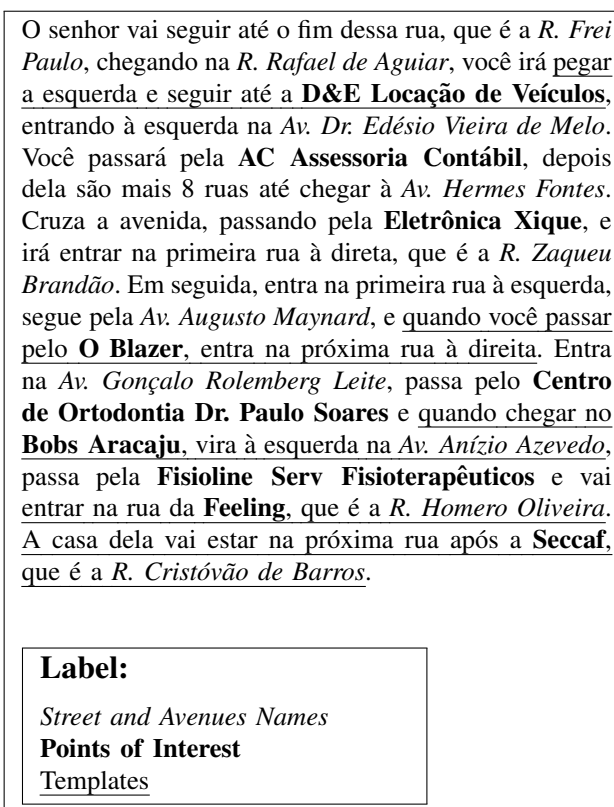 O senhor vai seguir até o fim dessa rua, que é a R. Frei
Paulo, chegando na R. Rafael de Aguiar, você irá pegar
a esquerda e seguir até a D&E Locação de Veículos,
entrando à esquerda na Av. Dr. Edésio Vieira de Melo.
Você passará pela AC Assessoria Contábil, depois
dela são mais 8 ruas até chegar à Av. Hermes Fontes.
Cruza a avenida, passando pela Eletrônica Xique, e
irá entrar na primeira rua à direta, que é a R. Zaqueu
Brandão. Em seguida, entra na primeira rua à esquerda,
segue pela Av. Augusto Maynard, e quando você passar
pelo O Blazer, entra na próxima rua à direita. Entra
na Av. Gonçalo Rolemberg Leite, passa pelo Centro
de Ortodontia Dr. Paulo Soares e quando chegar no
Bobs Aracaju, vira à esquerda na Av. Anízio Azevedo,
passa pela Fisioline Serv Fisioterapêuticos e vai
entrar na rua da Feeling, que é a R. Homero Oliveira.
A casa dela vai estar na próxima rua após a Seccaf,
que é a R. Cristóvão de Barros.
Label:
Street and Avenues Names
Points of Interest
Templates